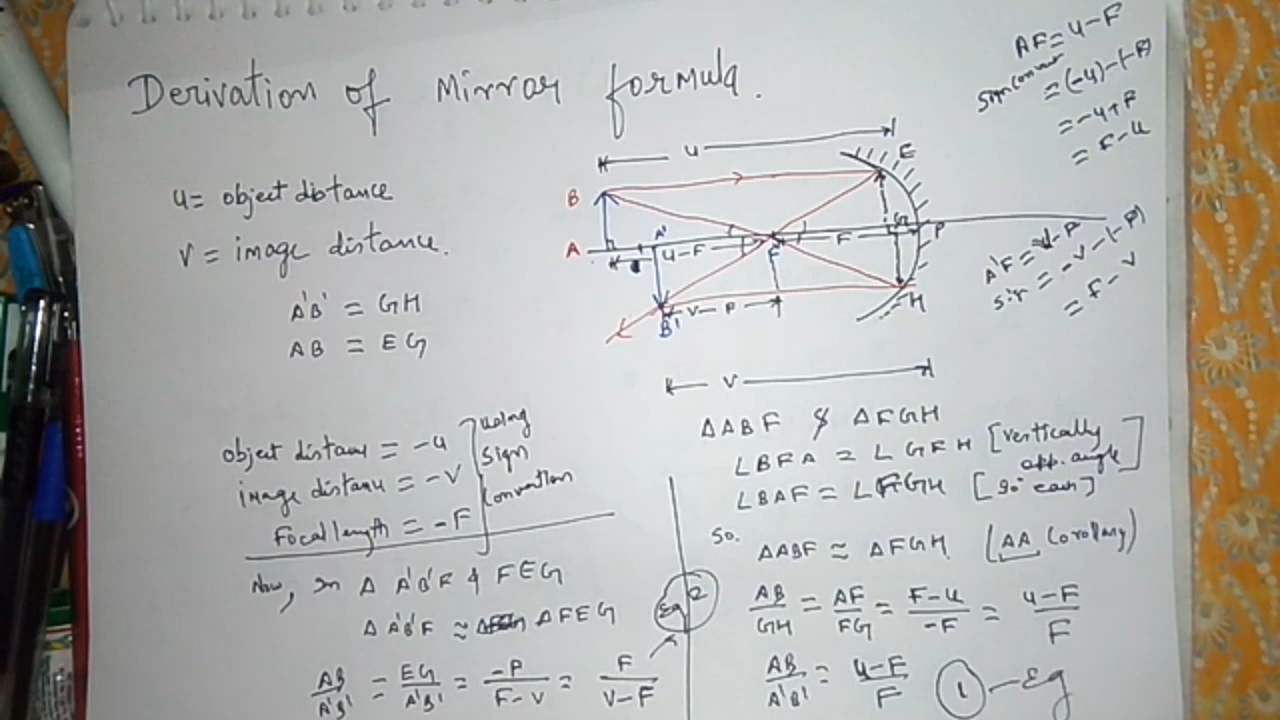 Derivation of Mirror formula.
AF = u-F
= (-u)-(-F)
= -u+F
= F-u
u = object distance
v = image distance.
A'B' = GH
AB = EG
u
B
E
A
A'
u-F
F
F
G
P
B'
v-F
H
v
= -v-(-F)
= F-v
object distance = -u
image distance = -v
Focal length = -F
using
sign
convention
Now, In Δ A'B'F & FEG
Δ A'B'F ≈ ΔFEG
AB/A'B' = EG/A'B' = -F/F-v = F/v-F
Eq 2
ΔABF & ΔFGH
∠BFA = ∠GFH [vertically opp. angle]
∠BAF = ∠FGH [90° each]
So.
ΔABF ≈ ΔFGH (AA Corollary)
AB/GH = AF/FG = F-u/-F = u-F/F
AB/A'B' = u-F/F 1 - Eq